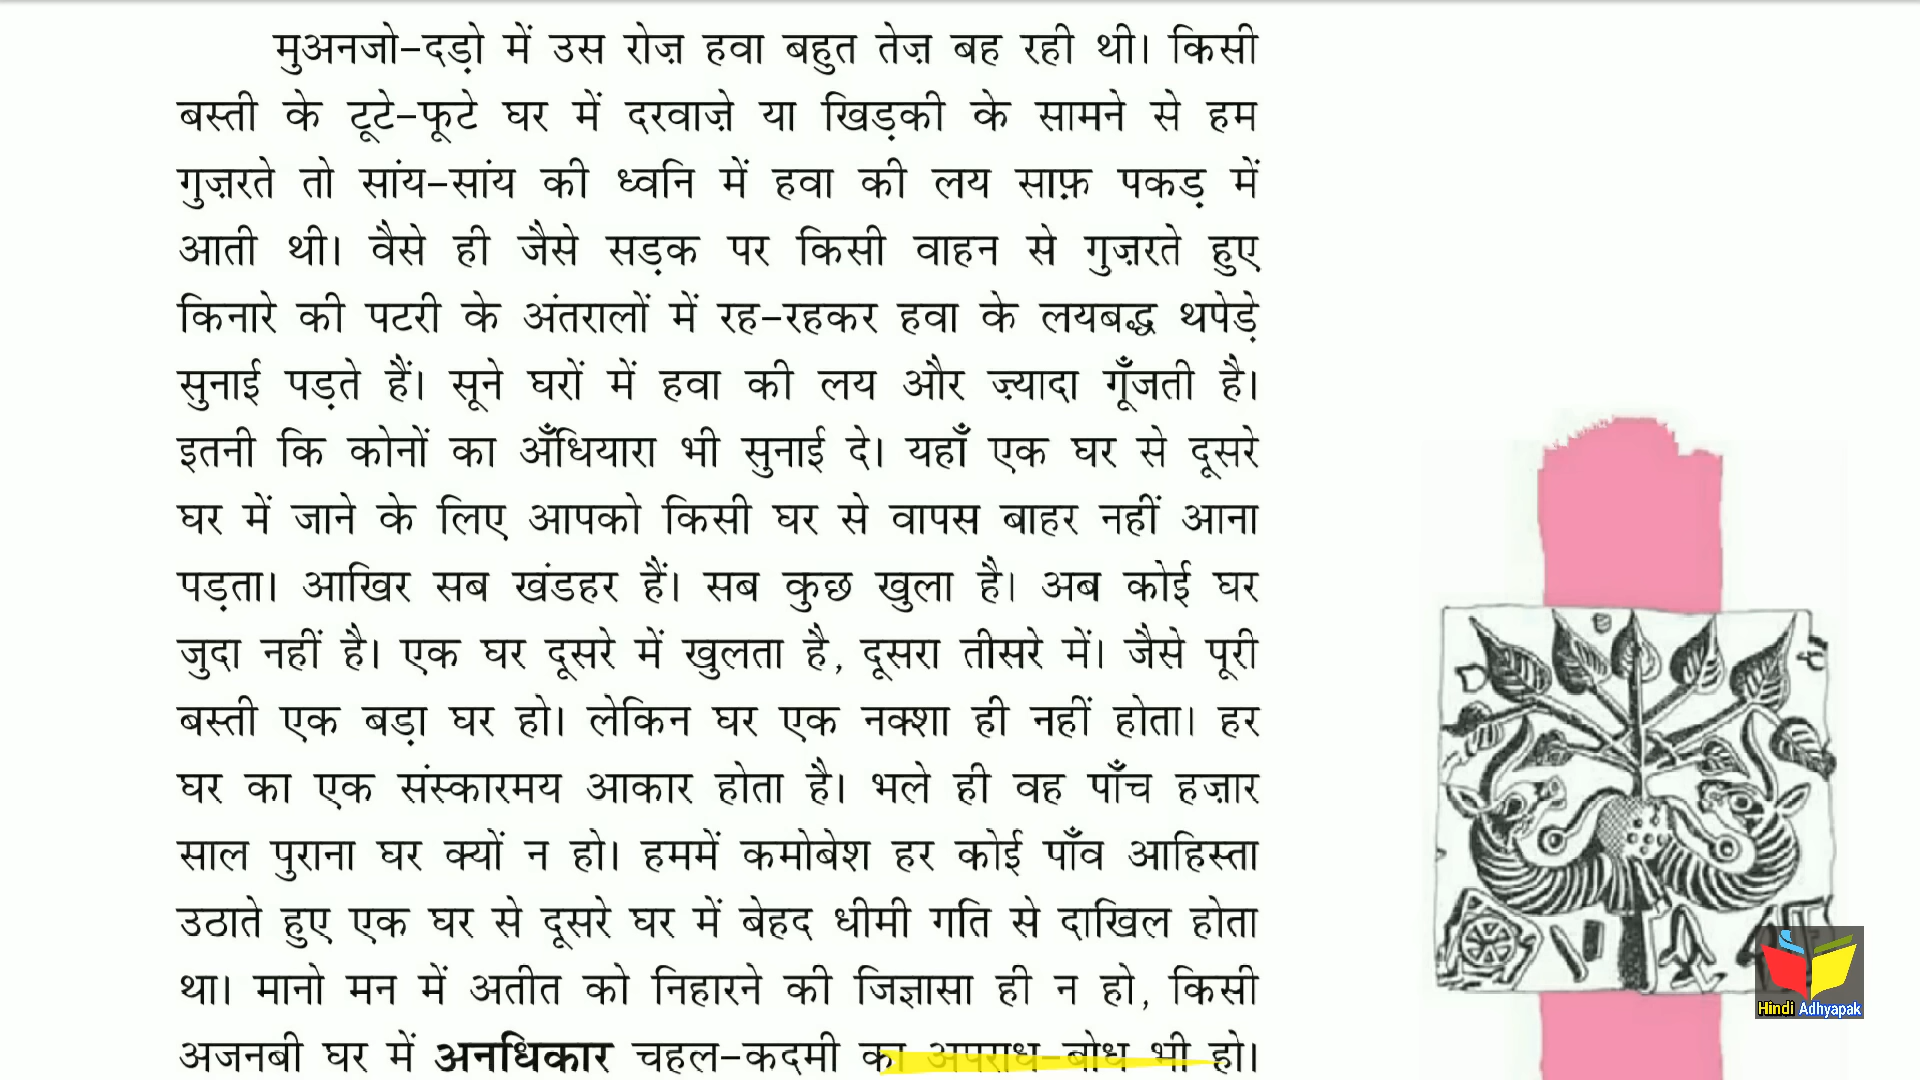 मुअनजो-दड़ो में उस रोज़ हवा बहुत तेज़ बह रही थी। किसी
बस्ती के टूटे-फूटे घर में दरवाज़े या खिड़की के सामने से हम
गुज़रते तो सांय-सांय की ध्वनि में हवा की लय साफ़ पकड़ में
आती थी। वैसे ही जैसे सड़क पर किसी वाहन से गुज़रते हुए
किनारे की पटरी के अंतरालों में रह-रहकर हवा के लयबद्ध थपेड़े
सुनाई पड़ते हैं। सूने घरों में हवा की लय और ज़्यादा गूँजती है।
इतनी कि कोनों का अँधियारा भी सुनाई दे। यहाँ एक घर से दूसरे
घर में जाने के लिए आपको किसी घर से वापस बाहर नहीं आना
पड़ता। आखिर सब खंडहर हैं। सब कुछ खुला है। अब कोई घर
जुदा नहीं है। एक घर दूसरे में खुलता है, दूसरा तीसरे में। जैसे पूरी
बस्ती एक बड़ा घर हो। लेकिन घर एक नक्शा ही नहीं होता। हर
घर का एक संस्कारमय आकार होता है। भले ही वह पाँच हज़ार
साल पुराना घर क्यों न हो। हममें कमोबेश हर कोई पाँव आहिस्ता
उठाते हुए एक घर से दूसरे घर में बेहद धीमी गति से दाखिल होता
था। मानो मन में अतीत को निहारने की जिज्ञासा ही न हो, किसी
अजनबी घर में अनधिकार चहल-कदमी का अपराध-बोध भी हो।
Hindi Adhyapak